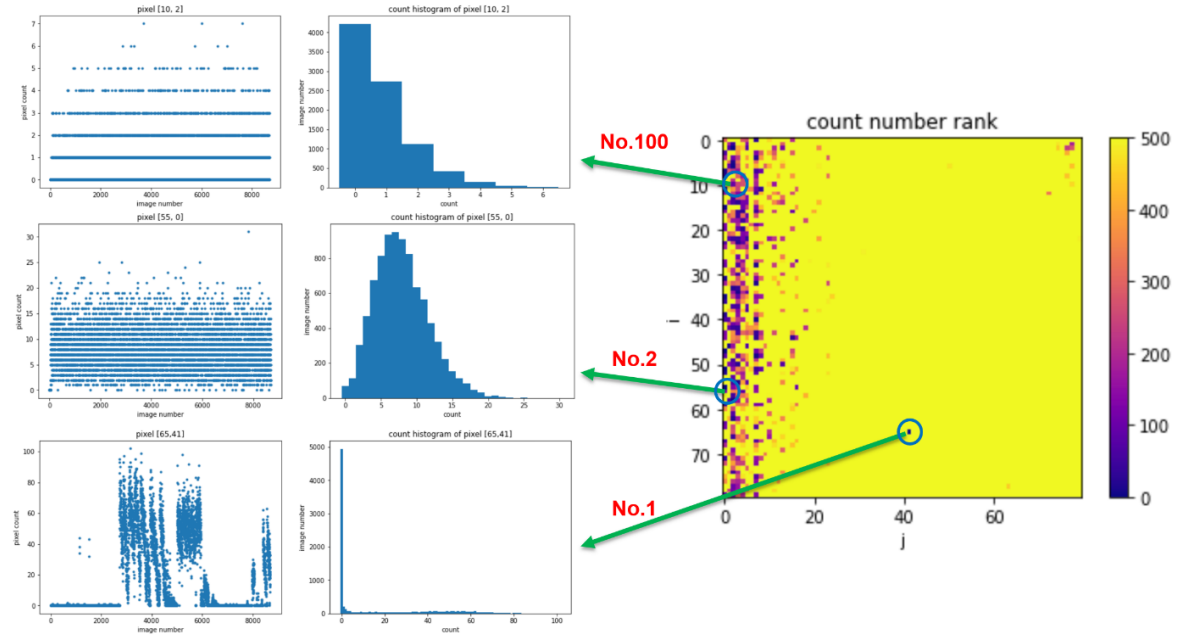 pixel [10, 2]
7
6
5
4
3
2
1
0
pixel count
0 2000 4000 6000 8000
image number
count histogram of pixel [10, 2]
4000
3500
3000
2500
2000
1500
1000
500
0
image number
0 1 2 3 4 5 6
count
pixel [55, 0]
30
25
20
15
10
5
0
pixel count
0 2000 4000 6000 8000
image number
count histogram of pixel [55, 0]
800
600
400
200
0
image number
0 5 10 15 20 25 30
count
pixel [65,41]
100
80
60
40
20
0
pixel count
0 2000 4000 6000 8000
image number
count histogram of pixel [65,41]
5000
4000
3000
2000
1000
0
image number
0 20 40 60 80 100
count
No.100
No.2
No.1
count number rank
0
10
20
30
40
50
60
70
i
0 20 40 60
j
500
400
300
200
100
0